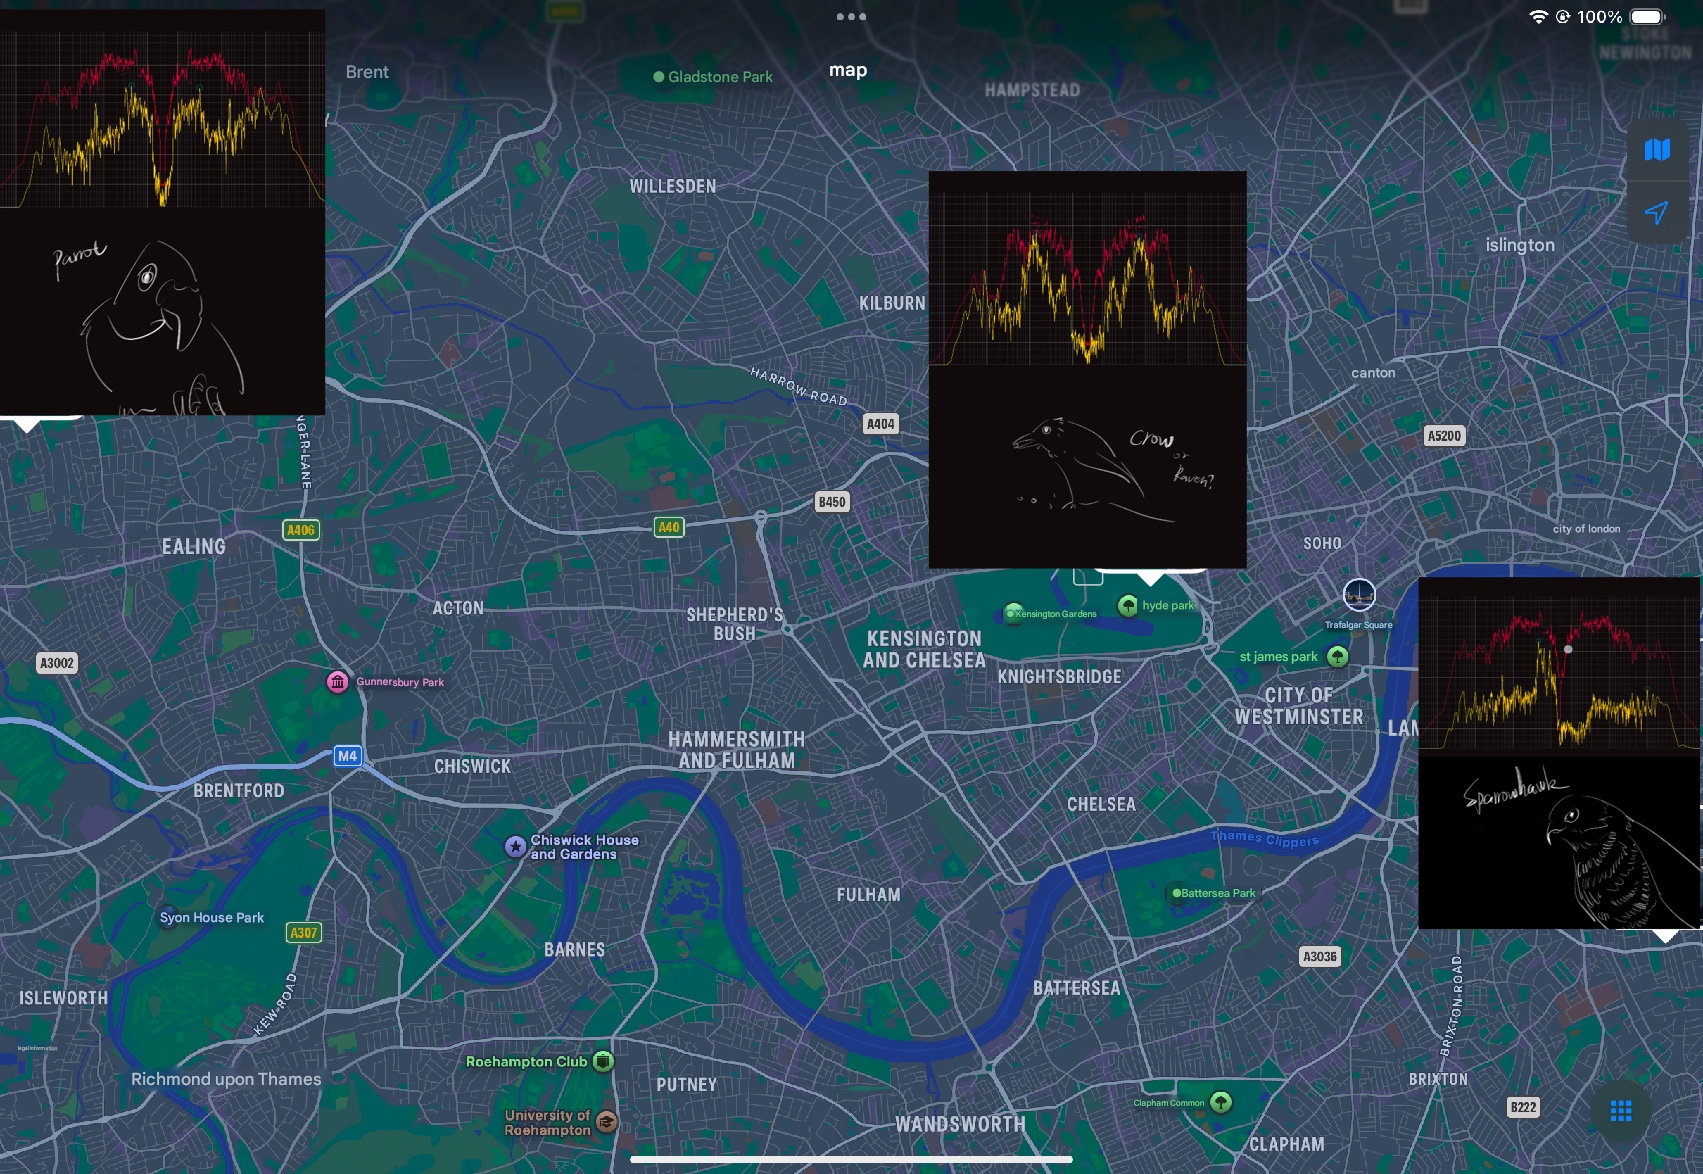 100%
STOKE
NEWINGTON
Brent
Gladstone Park
map
HAMPSTEAD
WILLESDEN
islington
Parrot
KILBURN
HARROW ROAD
canton
A404
A5200
Crow
or
Raven?
NGER LANE
B450
A406
A40
city of london
EALING
SOHO
ACTON
SHEPHERD'S
BUSH
Kensington Gardens
hyde park
Trafalgar Square
KENSINGTON
AND CHELSEA
st james park
A3002
KNIGHTSBRIDGE
Gunnersbury Park
CITY OF
WESTMINSTER
LAM
HAMMERSMITH
AND FULHAM
M4
CHISWICK
BRENTFORD
Sparrowhawk
CHELSEA
Thames Clippers
Chiswick House
and Gardens
FULHAM
Battersea Park
Syon House Park
A307
BARNES
A3036
BATTERSEA
ISLEWORTH
KEW ROAD
BRIXTON ROAD
legal information
Roehampton Club
Richmond upon Thames
PUTNEY
BRIXTON
Clapham Common
B222
University of
Roehampton
WANDSWORTH
CLAPHAM